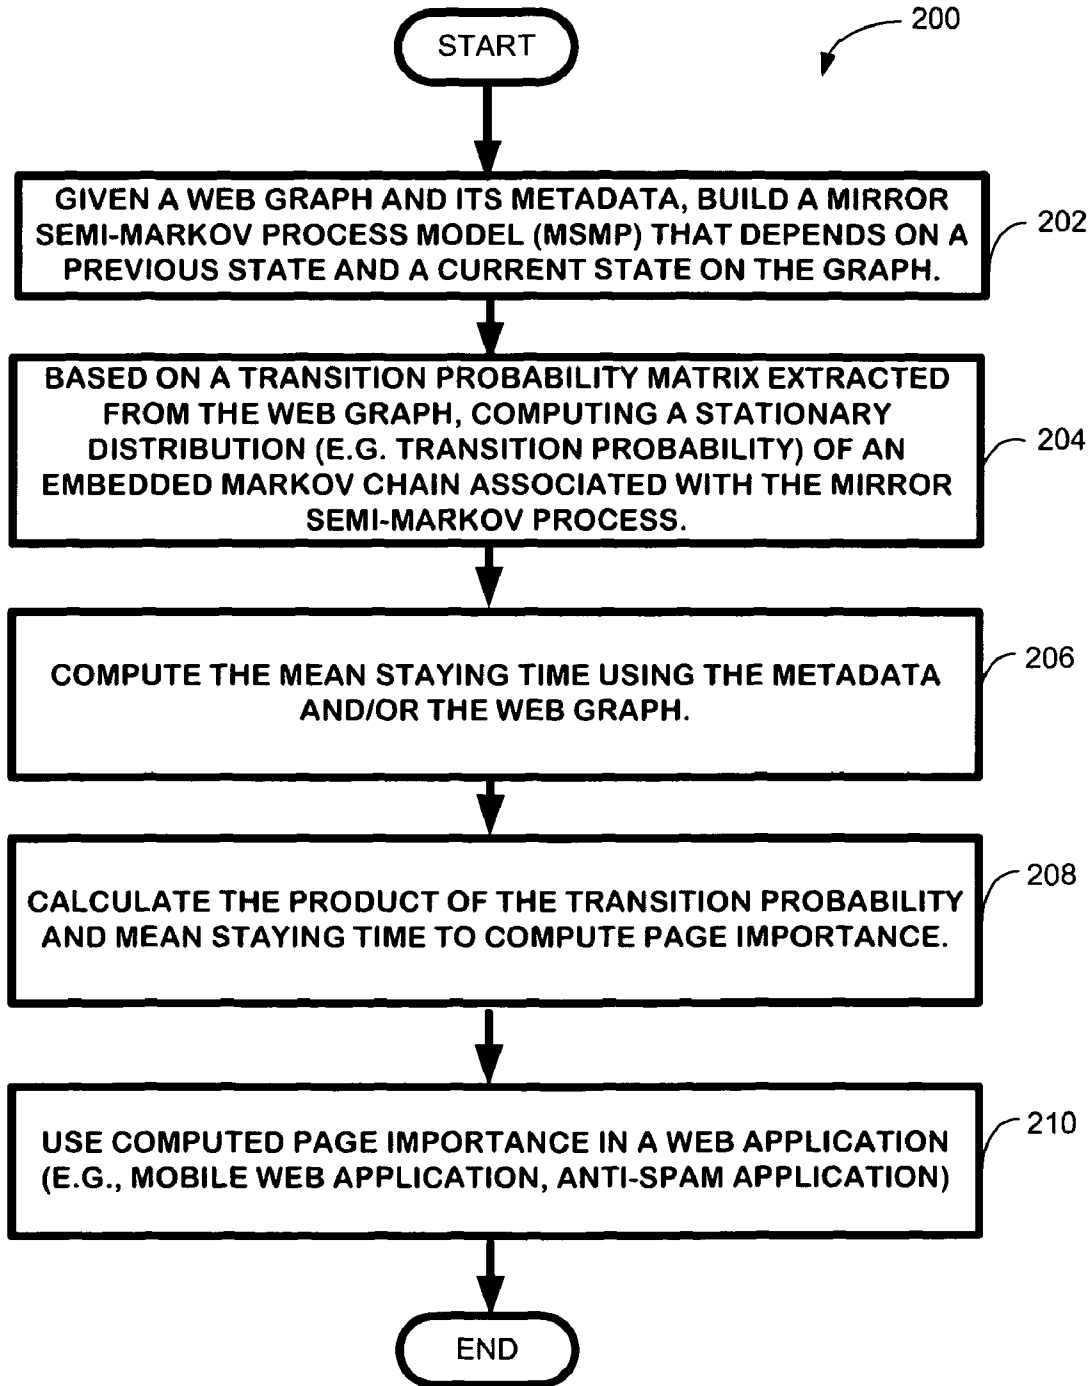 START
200
GIVEN A WEB GRAPH AND ITS METADATA, BUILD A MIRROR
SEMI-MARKOV PROCESS MODEL (MSMP) THAT DEPENDS ON A
PREVIOUS STATE AND A CURRENT STATE ON THE GRAPH.
202
BASED ON A TRANSITION PROBABILITY MATRIX EXTRACTED
FROM THE WEB GRAPH, COMPUTING A STATIONARY
DISTRIBUTION (E.G. TRANSITION PROBABILITY) OF AN
EMBEDDED MARKOV CHAIN ASSOCIATED WITH THE MIRROR
SEMI-MARKOV PROCESS.
204
COMPUTE THE MEAN STAYING TIME USING THE METADATA
AND/OR THE WEB GRAPH.
206
CALCULATE THE PRODUCT OF THE TRANSITION PROBABILITY
AND MEAN STAYING TIME TO COMPUTE PAGE IMPORTANCE.
208
USE COMPUTED PAGE IMPORTANCE IN A WEB APPLICATION
(E.G., MOBILE WEB APPLICATION, ANTI-SPAM APPLICATION)
210
END